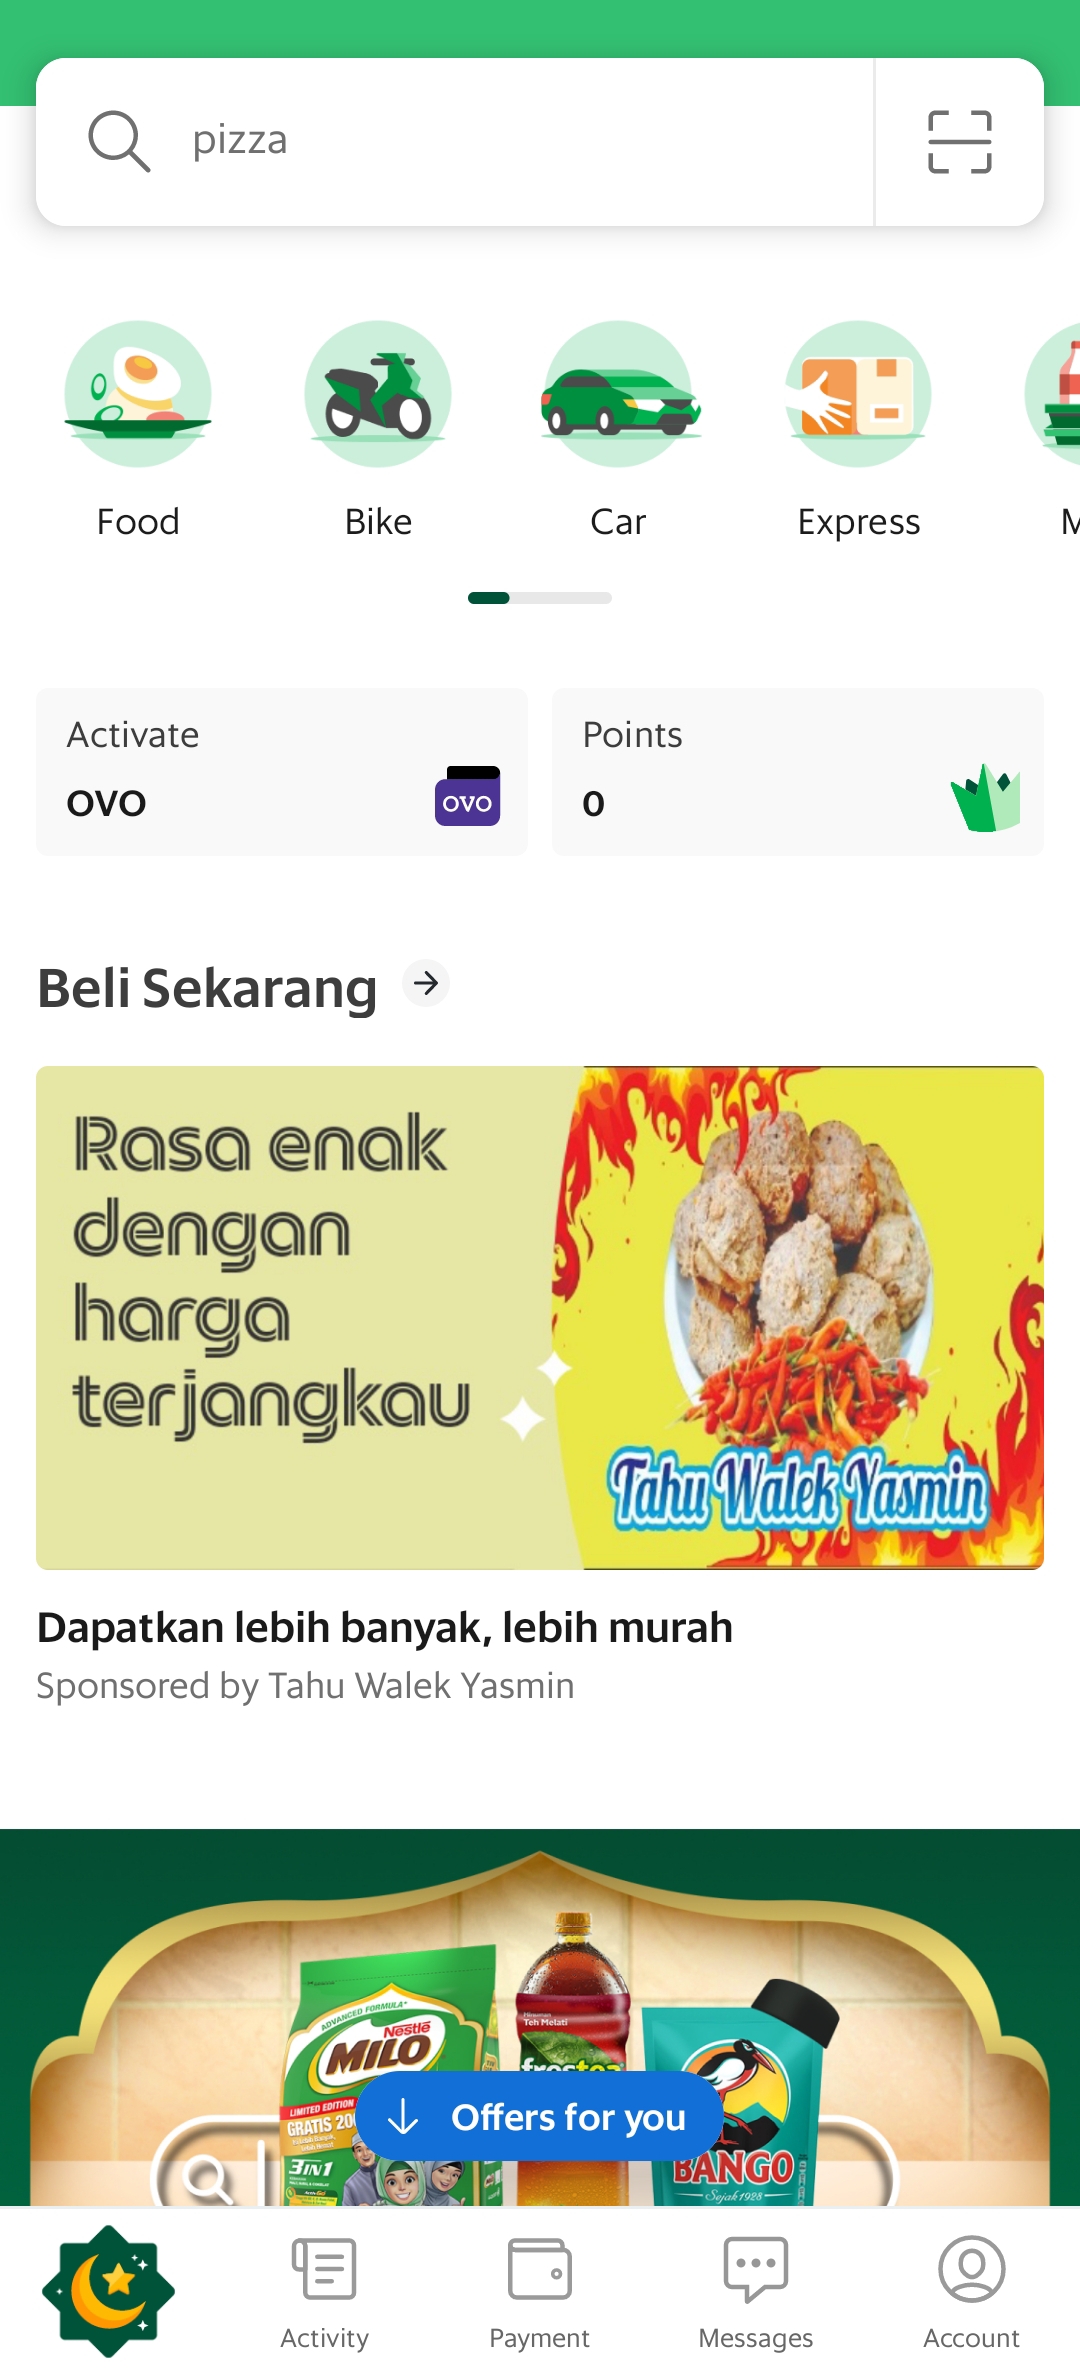 pizza
Food
Bike
Car
Express
M
Activate
OVO
OVO
Points
0
Beli Sekarang
Rasa enak
dengan
harga
terjangkau
Tahu Walek Yasmin
Dapatkan lebih banyak, lebih murah
Sponsored by Tahu Walek Yasmin
ADVANCED FORMULA*
Nestlé
MILO
LIMITED EDITION
GRATIS 20
3IN1
Teh Melati
frestea
BANGO
Sejak 1928
Offers for you
Activity
Payment
Messages
Account